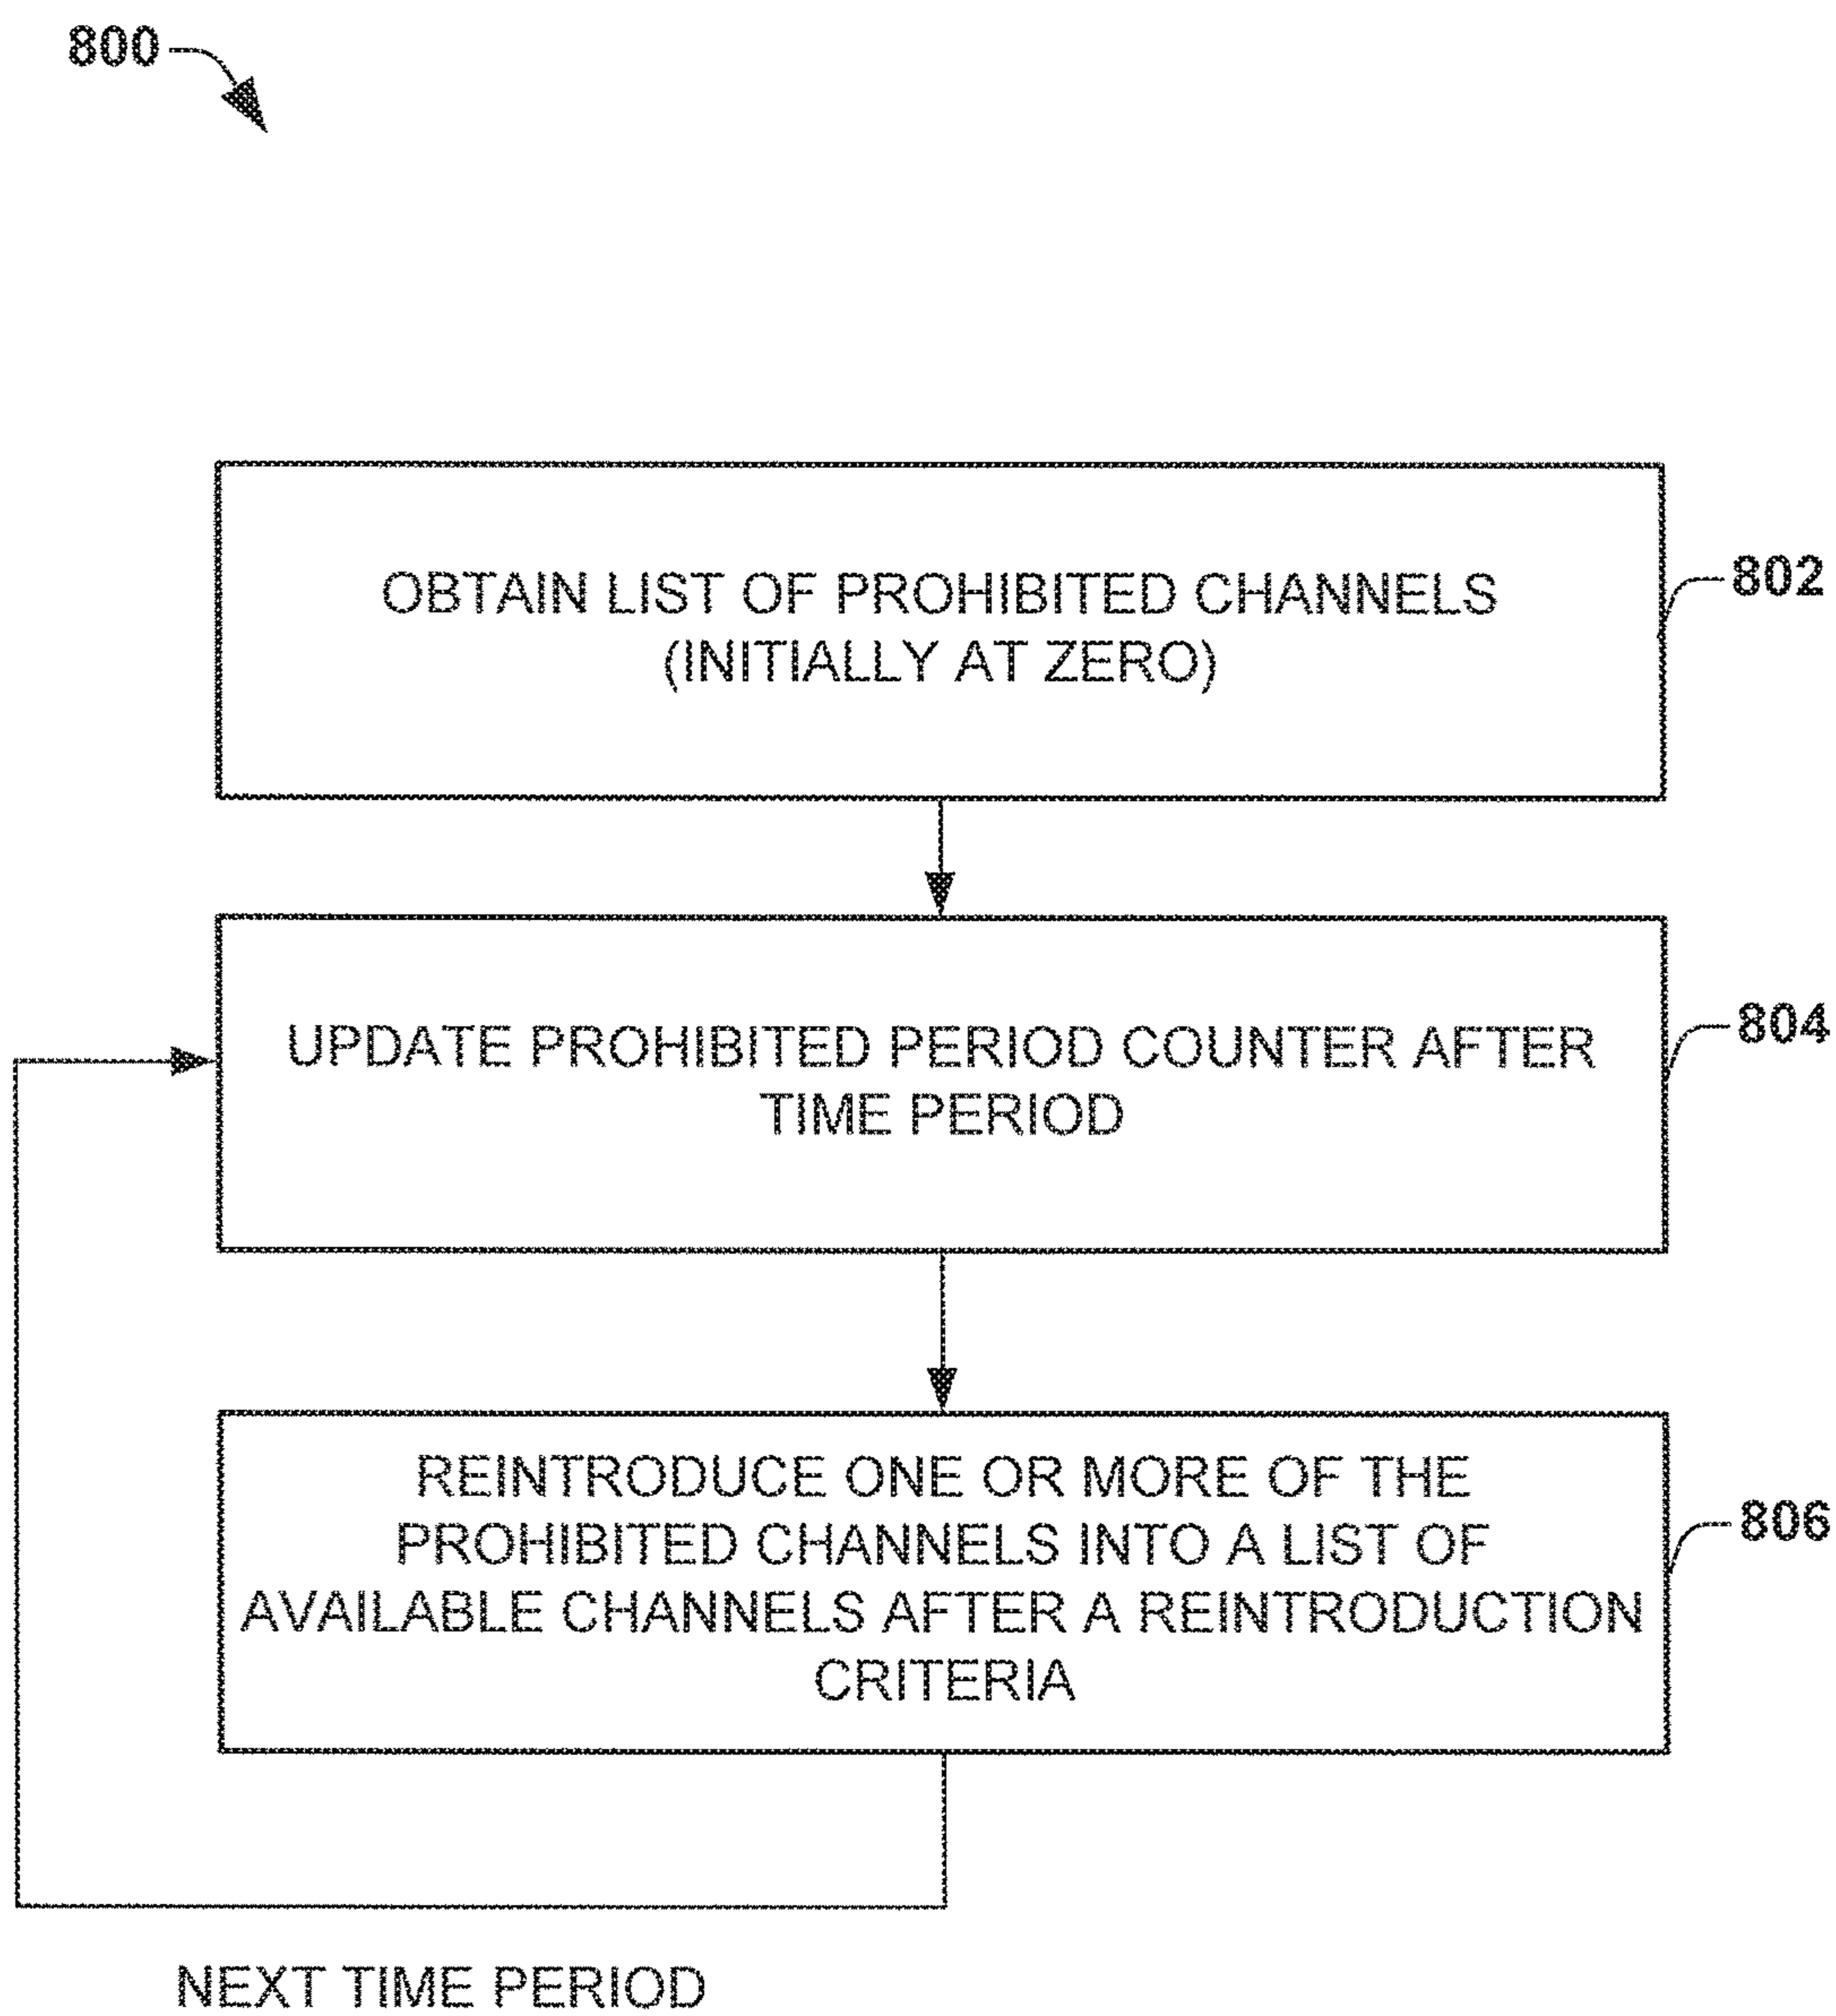 800
OBTAIN LIST OF PROHIBITED CHANNELS
(INITIALLY AT ZERO)
802
UPDATE PROHIBITED PERIOD COUNTER AFTER
TIME PERIOD
804
REINTRODUCE ONE OR MORE OF THE
PROHIBITED CHANNELS INTO A LIST OF
AVAILABLE CHANNELS AFTER A REINTRODUCTION
CRITERIA
806
NEXT TIME PERIOD